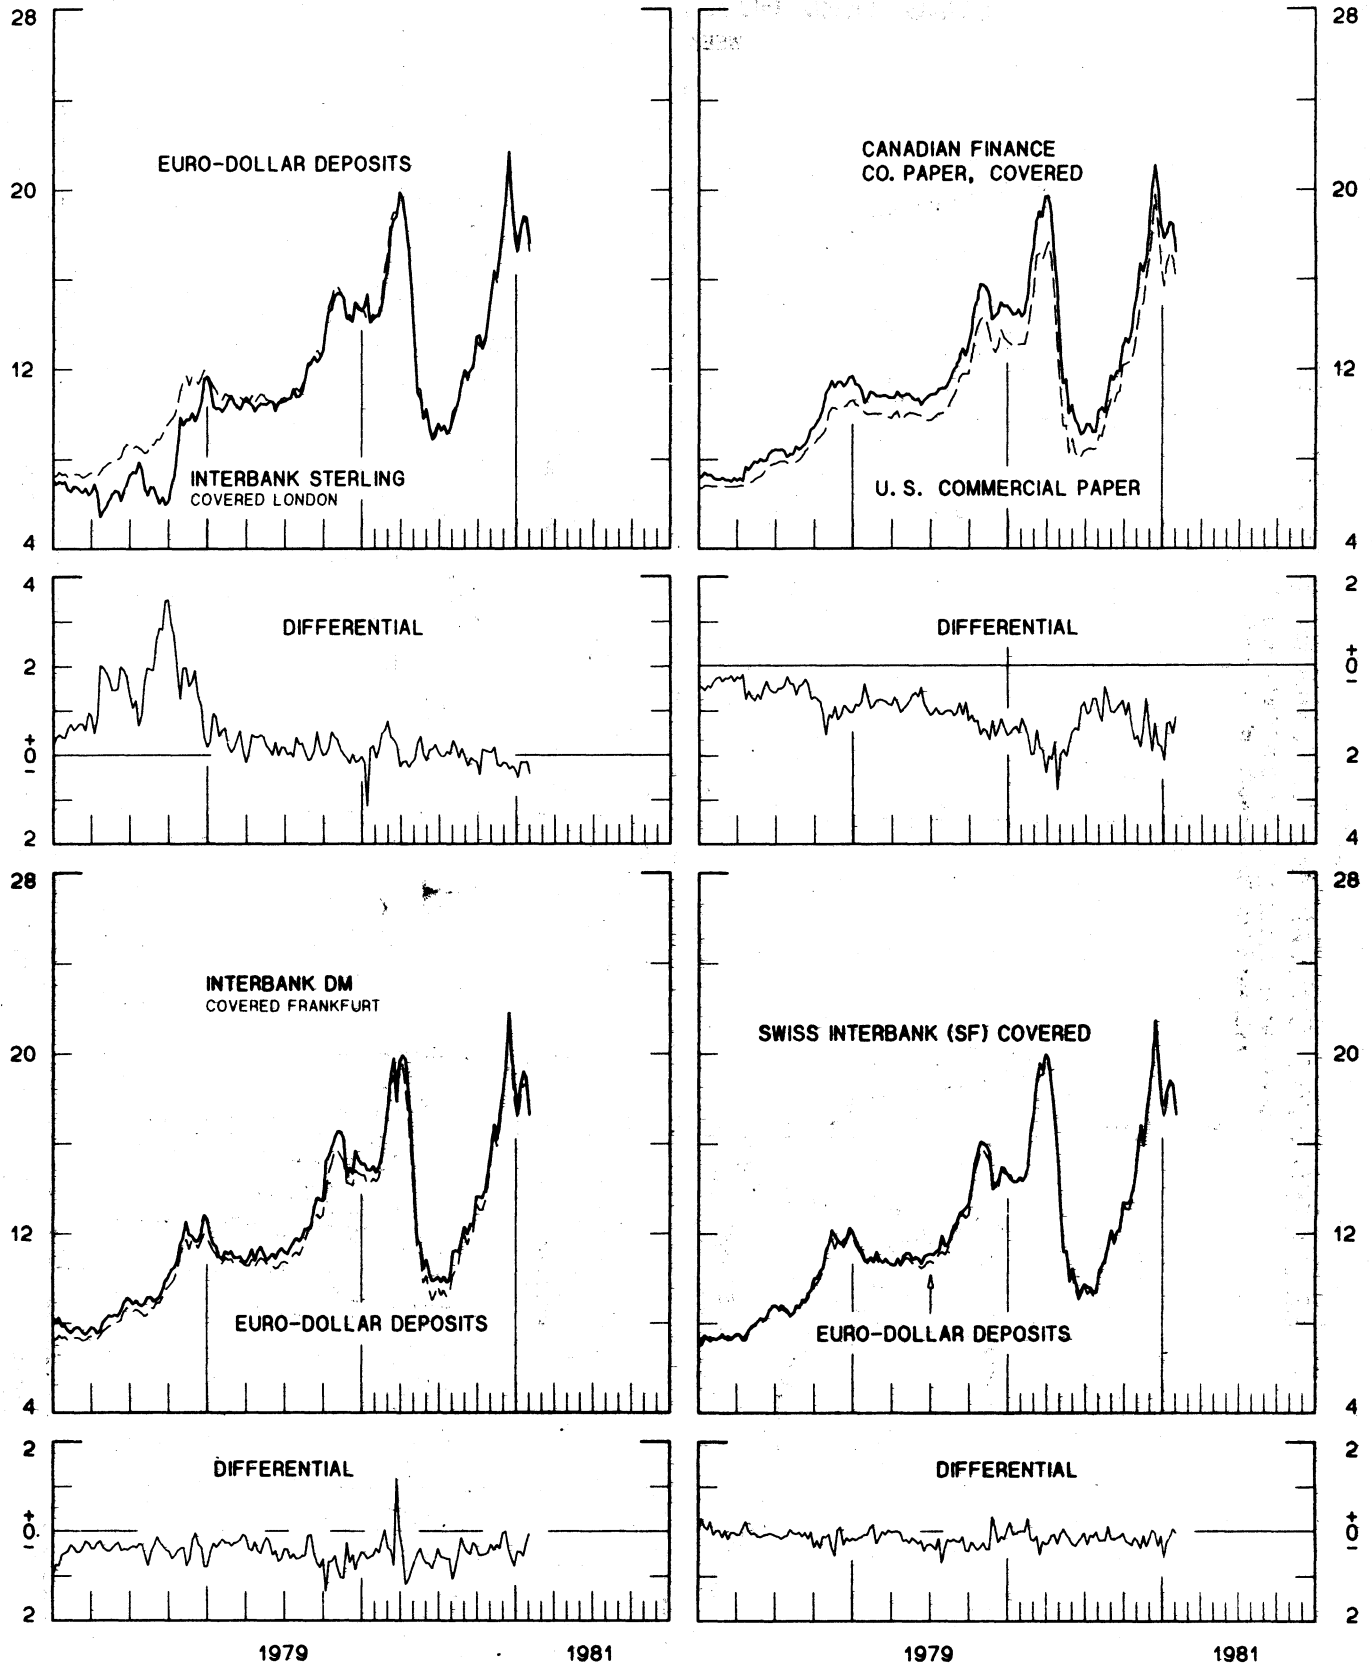 28
28
EURO-DOLLAR DEPOSITS
CANADIAN FINANCE
CO. PAPER, COVERED
20
20
12
12
INTERBANK STERLING
COVERED LONDON
U. S. COMMERCIAL PAPER
4
4
4
2
DIFFERENTIAL
DIFFERENTIAL
2
+
0
−
+
0
−
2
2
4
28
28
INTERBANK DM
COVERED FRANKFURT
SWISS INTERBANK (SF) COVERED
20
20
12
12
EURO-DOLLAR DEPOSITS
EURO-DOLLAR DEPOSITS
4
4
2
2
DIFFERENTIAL
DIFFERENTIAL
+
0
−
+
0
−
2
2
1979
1981
1979
1981